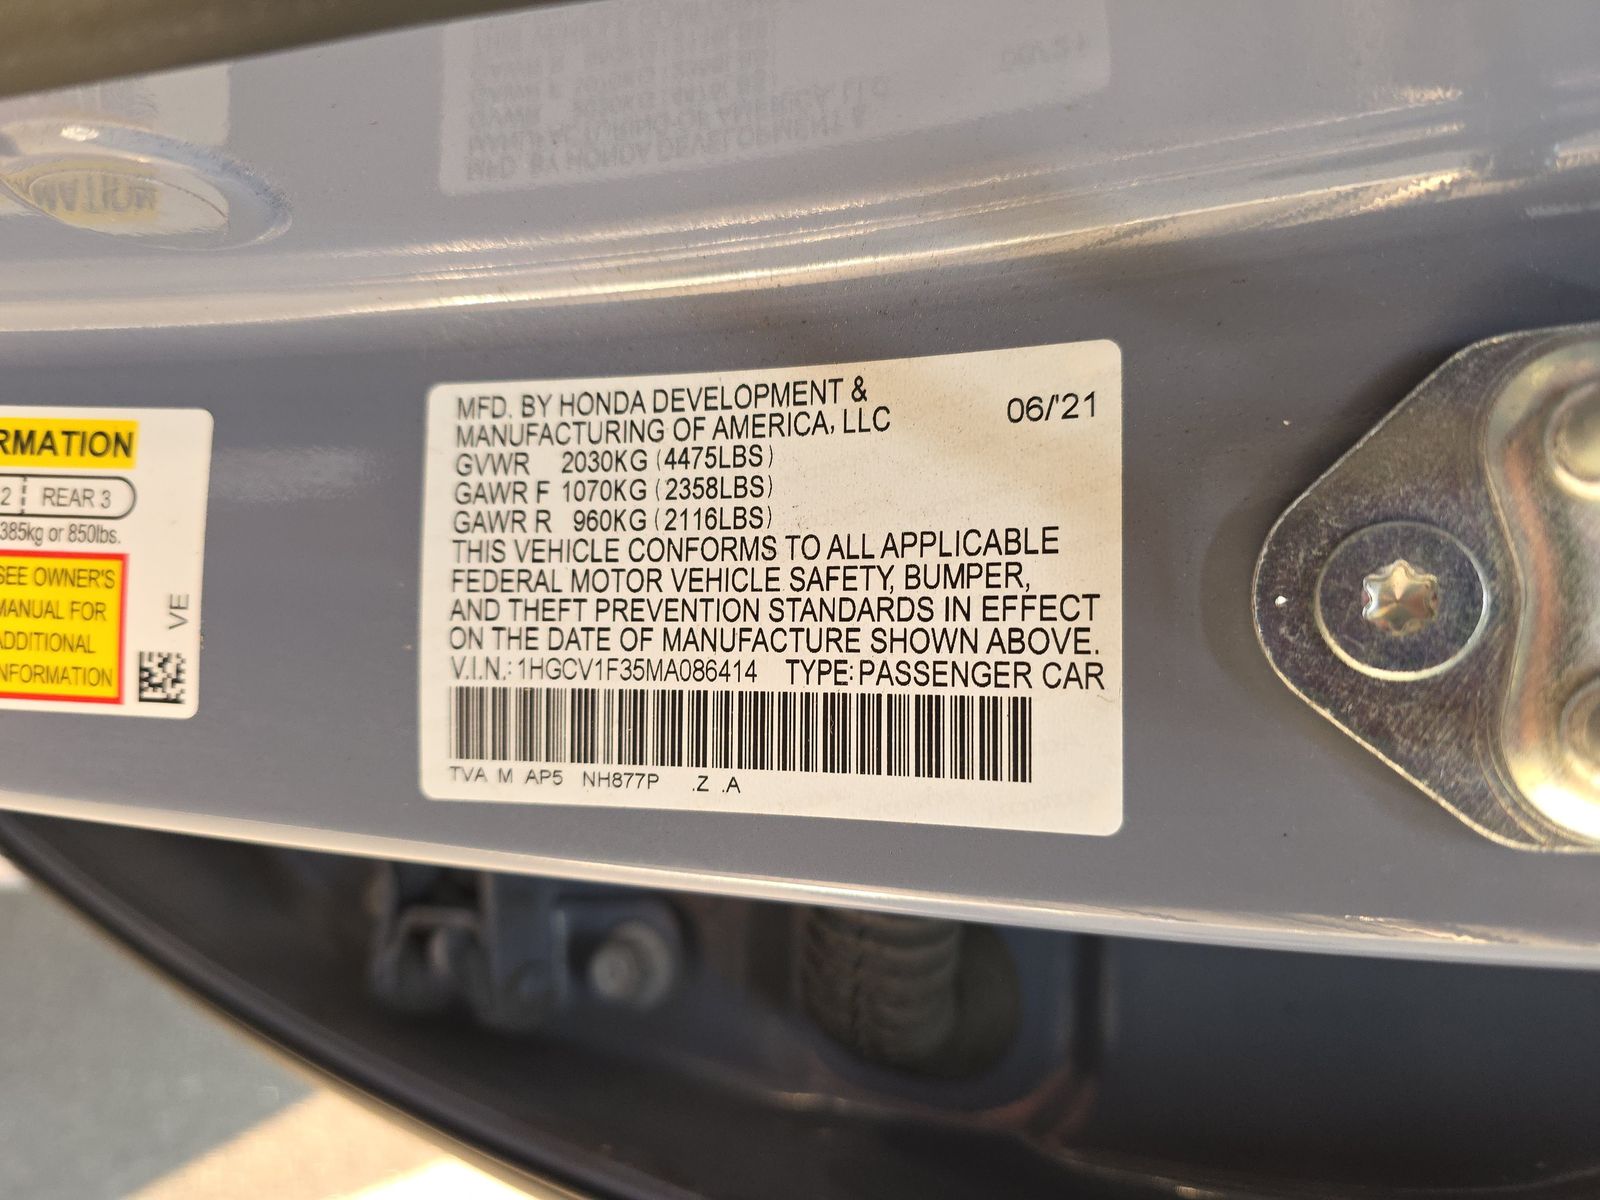 RMATION
2 REAR 3
385kg or 850lbs.
SEE OWNER'S
MANUAL FOR
ADDITIONAL
INFORMATION
VE
MFD. BY HONDA DEVELOPMENT &
MANUFACTURING OF AMERICA, LLC
06/'21
GVWR 2030KG (4475LBS)
GAWR F 1070KG (2358LBS)
GAWR R 960KG (2116LBS)
THIS VEHICLE CONFORMS TO ALL APPLICABLE
FEDERAL MOTOR VEHICLE SAFETY, BUMPER,
AND THEFT PREVENTION STANDARDS IN EFFECT
ON THE DATE OF MANUFACTURE SHOWN ABOVE.
V.I.N.: 1HGCV1F35MA086414 TYPE: PASSENGER CAR
TVA M AP5 NH877P .Z .A